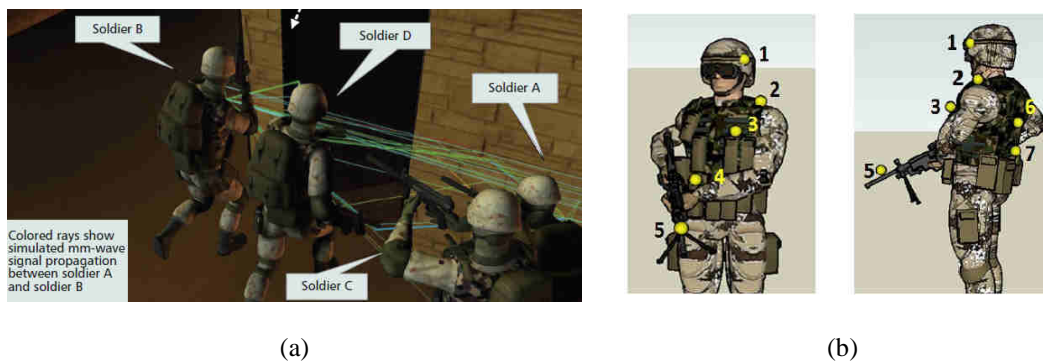 Soldier B
Soldier D
Soldier A
Colored rays show
simulated mm-wave
signal propagation
between soldier A
and soldier B
Soldier C
1
2
3
4
5
1
2
3
6
7
5
(a)
(b)